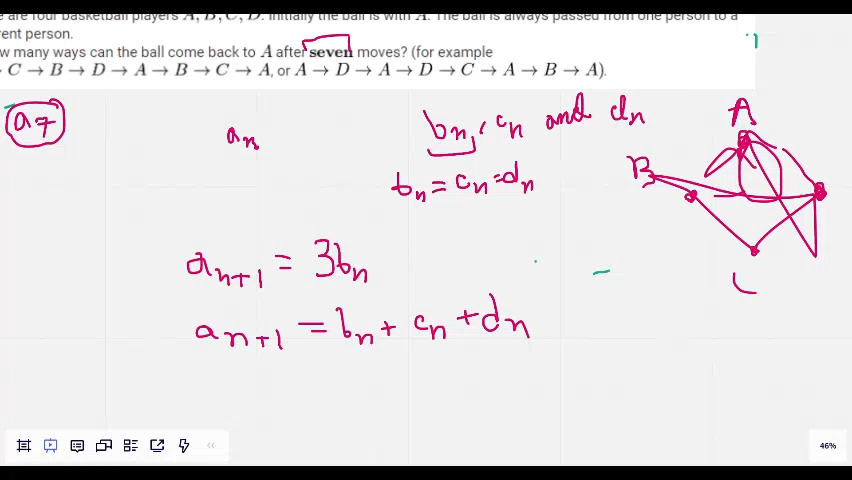 are four basketball players A, B, C, D. Initially the ball is with A. The ball is always passed from one person to a
erent person.
w many ways can the ball come back to A after seven moves? (for example
→ C → B → D → A → B → C → A, or A → D → A → D → C → A → B → A).
a7
an
bn, cn and dn
A
B
bn = cn = dn
an+1 = 3bn
C
an+1 = bn + cn + dn
46%